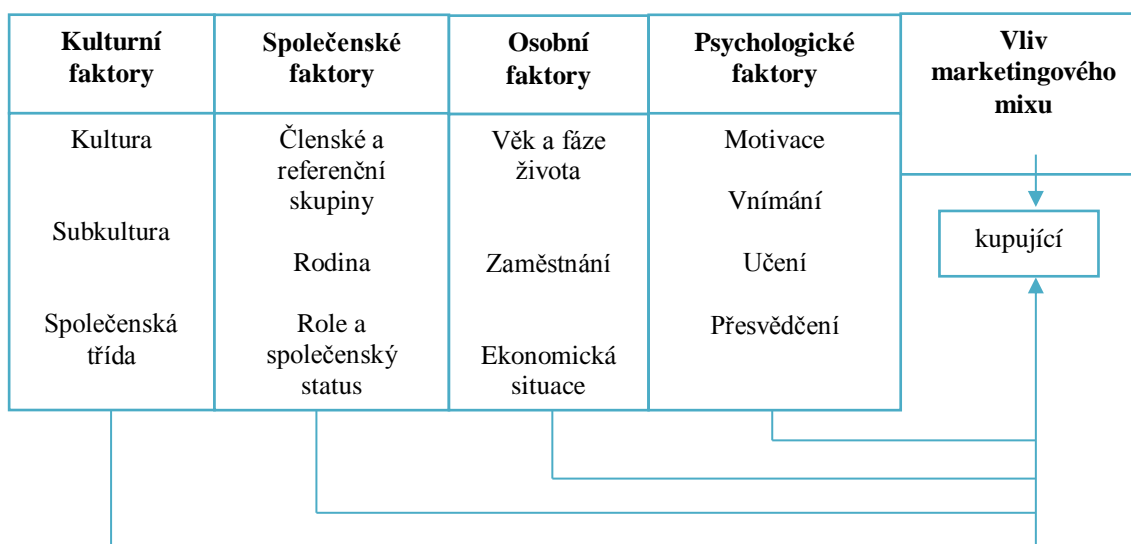 Kulturní
faktory
Společenské
faktory
Osobní
faktory
Psychologické
faktory
Vliv
marketingového
mixu
Kultura
Subkultura
Společenská
třída
Členské a
referenční
skupiny
Rodina
Role a
společenský
status
Věk a fáze
života
Zaměstnání
Ekonomická
situace
Motivace
Vnímání
Učení
Přesvědčení
kupující